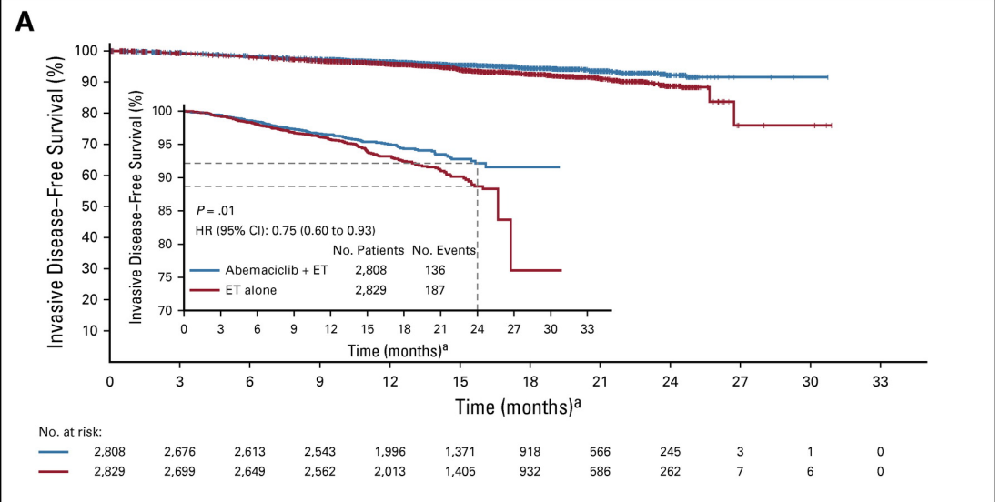 A
Invasive Disease–Free Survival (%)
100
90
80
70
60
50
40
30
20
10
Invasive Disease–Free Survival (%)
100
95
90
85
80
75
70
P = .01
HR (95% CI): 0.75 (0.60 to 0.93)
No. Patients No. Events
Abemaciclib + ET 2,808 136
ET alone 2,829 187
0 3 6 9 12 15 18 21 24 27 30 33
Time (months)a
0 3 6 9 12 15 18 21 24 27 30 33
Time (months)a
No. at risk:
2,808 2,676 2,613 2,543 1,996 1,371 918 566 245 3 1 0
2,829 2,699 2,649 2,562 2,013 1,405 932 586 262 7 6 0